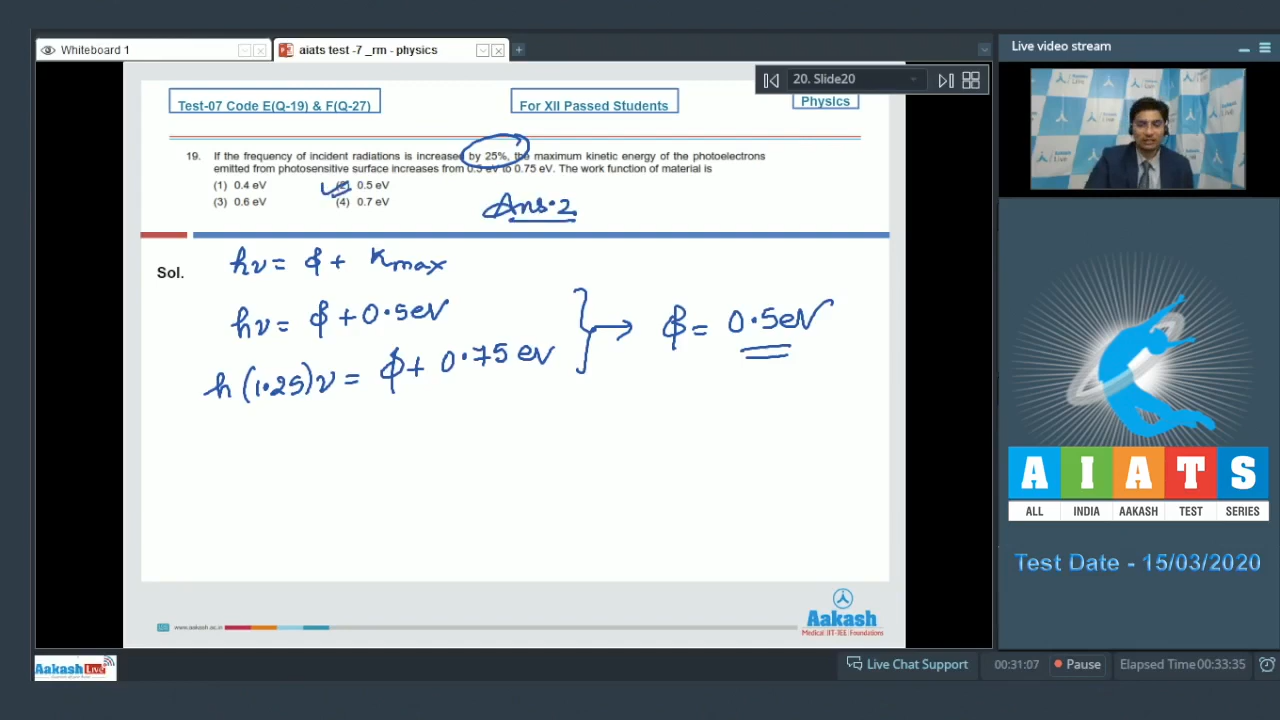 Whiteboard 1
aiats test -7 _rm - physics
Live video stream
20. Slide20
Test-07 Code E(Q-19) & F(Q-27)
For XII Passed Students
Physics
19. If the frequency of incident radiations is increased by 25%, the maximum kinetic energy of the photoelectrons
emitted from photosensitive surface increases from 0.5 eV to 0.75 eV. The work function of material is
(1) 0.4 eV (2) 0.5 eV
(3) 0.6 eV (4) 0.7 eV
Ans.2
Sol.
hν = ϕ + Kmax
hν = ϕ + 0.5eV
h(1.25)ν = ϕ + 0.75 eV
ϕ = 0.5eV
A I A T S
ALL INDIA AAKASH TEST SERIES
Test Date - 15/03/2020
www.aakash.ac.in
Aakash
Medical IIT-JEE Foundations
Aakash Live
Live Chat Support
00:31:07
Pause
Elapsed Time 00:33:35